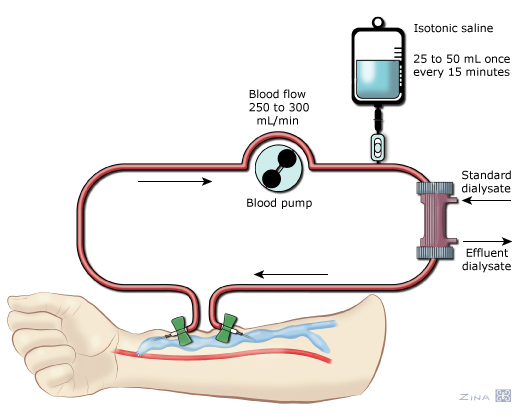 Isotonic saline
25 to 50 mL once
every 15 minutes
Blood flow
250 to 300
mL/min
Blood pump
Standard
dialysate
Effluent
dialysate
ZINA